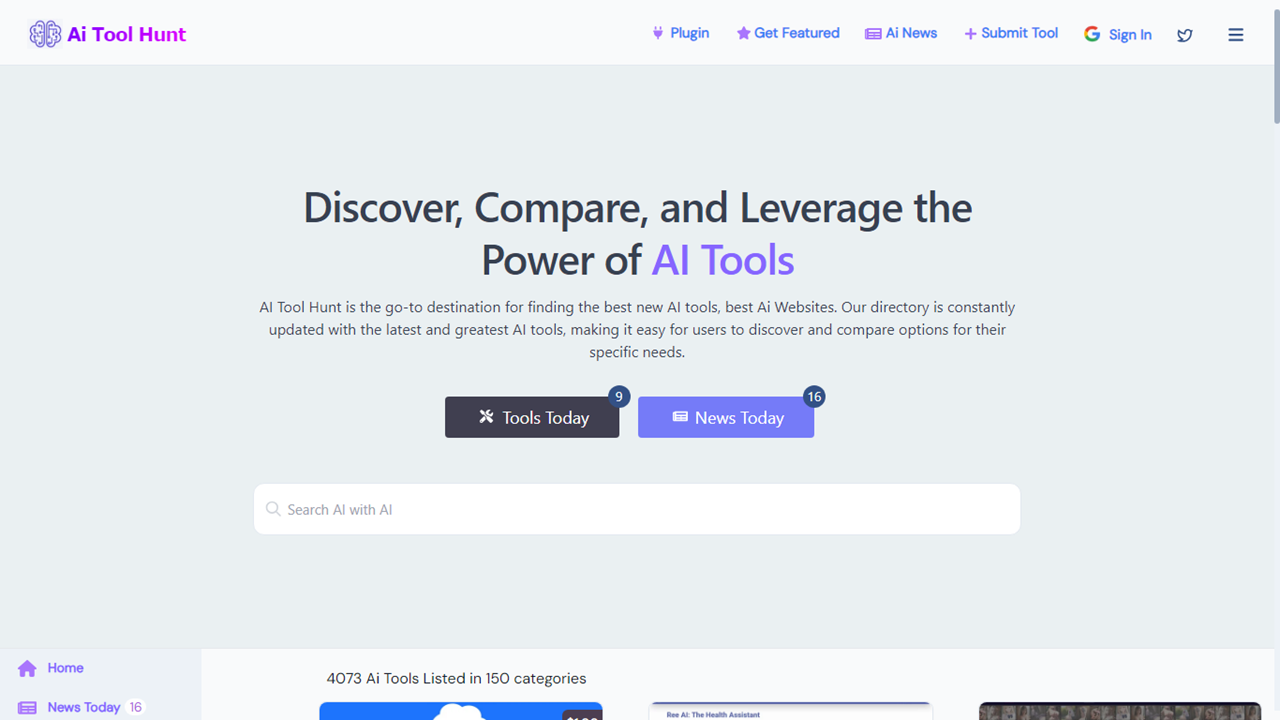 Ai Tool Hunt
Plugin
Get Featured
Ai News
Submit Tool
Sign In
Discover, Compare, and Leverage the
Power of AI Tools
AI Tool Hunt is the go-to destination for finding the best new AI tools, best Ai Websites. Our directory is constantly
updated with the latest and greatest AI tools, making it easy for users to discover and compare options for their
specific needs.
Tools Today 9
News Today 16
Search AI with AI
Home
News Today 16
4073 Ai Tools Listed in 150 categories
Ree AI: The Health Assistant